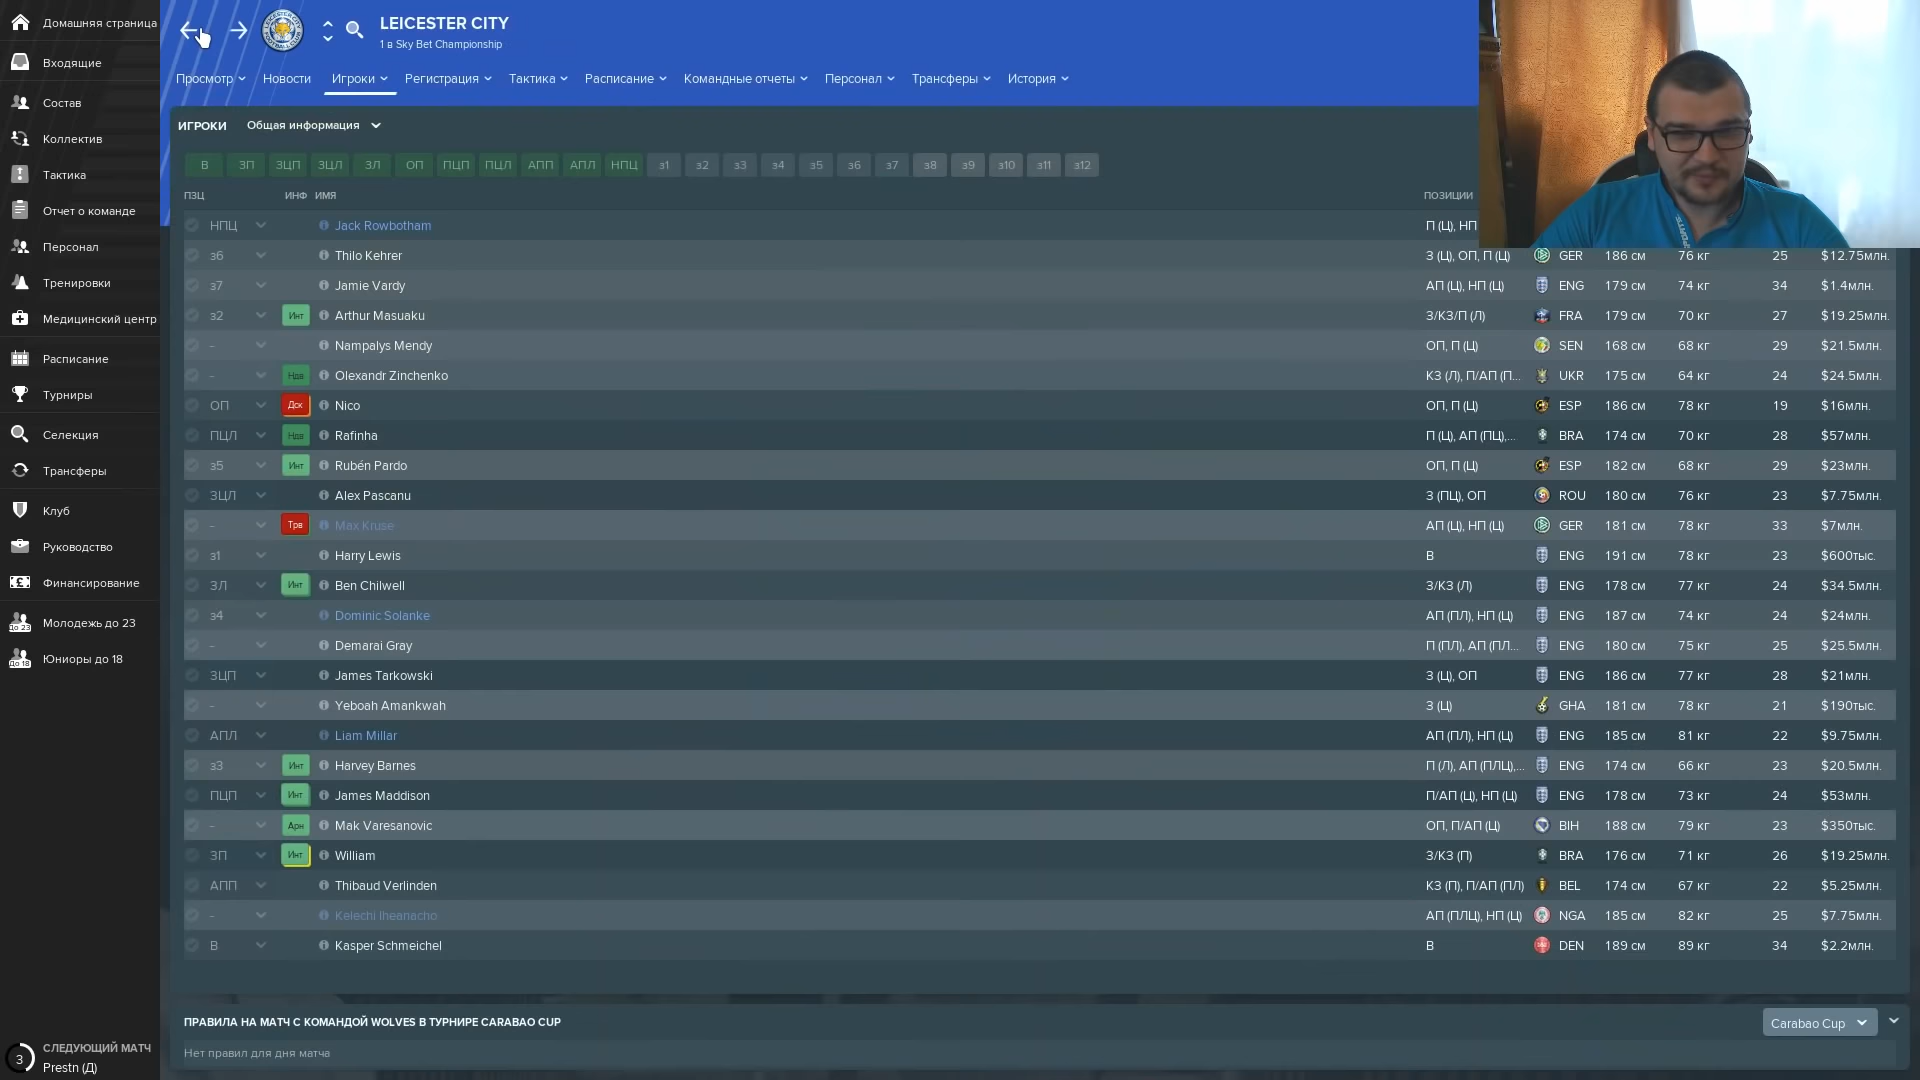 Домашняя страница
Входящие
Состав
Коллектив
Тактика
Отчет о команде
Персонал
Тренировки
Медицинский центр
Расписание
Турниры
Селекция
Трансферы
Клуб
Руководство
Финансирование
Молодежь до 23
Юниоры до 18
СЛЕДУЮЩИЙ МАТЧ
3 Prestn (Д)
LEICESTER CITY
1 в Sky Bet Championship
Просмотр Новости Игроки Регистрация Тактика Расписание Командные отчеты Персонал Трансферы История
ИГРОКИ Общая информация
В ЗП ЗЦП ЗЦЛ ЗЛ ОП ПЦП ПЦЛ АПП АПЛ НПЦ з1 з2 з3 з4 з5 з6 з7 з8 з9 з10 з11 з12
ПЗЦ ИНФ ИМЯ ПОЗИЦИИ
НПЦ Jack Rowbotham П (Ц), НП
з6 Thilo Kehrer З (Ц), ОП, П (Ц) GER 186 см 76 кг 25 $12.75млн.
з7 Jamie Vardy АП (Ц), НП (Ц) ENG 179 см 74 кг 34 $1.4млн.
з2 Инт Arthur Masuaku З/КЗ/П (Л) FRA 179 см 70 кг 27 $19.25млн.
- Nampalys Mendy ОП, П (Ц) SEN 168 см 68 кг 29 $21.5млн.
- Ндв Olexandr Zinchenko КЗ (Л), П/АП (П... UKR 175 см 64 кг 24 $24.5млн.
ОП Дск Nico ОП, П (Ц) ESP 186 см 78 кг 19 $16млн.
ПЦЛ Ндв Rafinha П (Ц), АП (ПЦ),... BRA 174 см 70 кг 28 $57млн.
з5 Инт Rubén Pardo ОП, П (Ц) ESP 182 см 68 кг 29 $23млн.
ЗЦЛ Alex Pascanu З (ПЦ), ОП ROU 180 см 76 кг 23 $7.75млн.
- Трв Max Kruse АП (Ц), НП (Ц) GER 181 см 78 кг 33 $7млн.
з1 Harry Lewis В ENG 191 см 78 кг 23 $600тыс.
ЗЛ Инт Ben Chilwell З/КЗ (Л) ENG 178 см 77 кг 24 $34.5млн.
з4 Dominic Solanke АП (ПЛ), НП (Ц) ENG 187 см 74 кг 24 $24млн.
- Demarai Gray П (ПЛ), АП (ПЛ... ENG 180 см 75 кг 25 $25.5млн.
ЗЦП James Tarkowski З (Ц), ОП ENG 186 см 77 кг 28 $21млн.
- Yeboah Amankwah З (Ц) GHA 181 см 78 кг 21 $190тыс.
АПЛ Liam Millar АП (ПЛ), НП (Ц) ENG 185 см 81 кг 22 $9.75млн.
з3 Инт Harvey Barnes П (Л), АП (ПЛЦ),... ENG 174 см 66 кг 23 $20.5млн.
ПЦП Инт James Maddison П/АП (Ц), НП (Ц) ENG 178 см 73 кг 24 $53млн.
- Арн Mak Varesanovic ОП, П/АП (Ц) BIH 188 см 79 кг 23 $350тыс.
ЗП Инт William З/КЗ (П) BRA 176 см 71 кг 26 $19.25млн.
АПП Thibaud Verlinden КЗ (П), П/АП (ПЛ) BEL 174 см 67 кг 22 $5.25млн.
- Kelechi Iheanacho АП (ПЛЦ), НП (Ц) NGA 185 см 82 кг 25 $7.75млн.
В Kasper Schmeichel В DEN 189 см 89 кг 34 $2.2млн.
ПРАВИЛА НА МАТЧ С КОМАНДОЙ WOLVES В ТУРНИРЕ CARABAO CUP Carabao Cup
Нет правил для дня матча